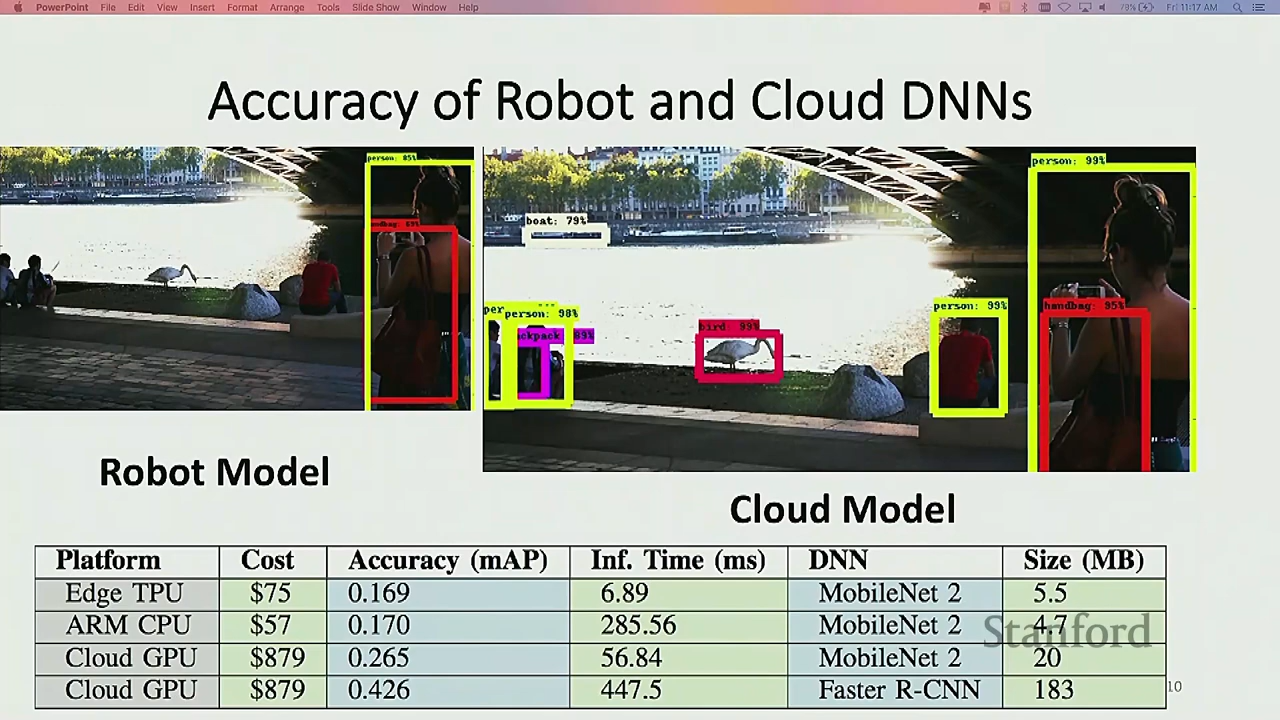 PowerPoint File Edit View Insert Format Arrange Tools Slide Show Window Help 79% Fri 11:17 AM
Accuracy of Robot and Cloud DNNs
person: 85%
person: 99%
boat: 79%
person: 98%
89%
bird: 99%
person: 99%
handbag: 95%
Robot Model
Cloud Model
Platform Cost Accuracy (mAP) Inf. Time (ms) DNN Size (MB)
Edge TPU $75 0.169 6.89 MobileNet 2 5.5
ARM CPU $57 0.170 285.56 MobileNet 2 4.7
Cloud GPU $879 0.265 56.84 MobileNet 2 20
Cloud GPU $879 0.426 447.5 Faster R-CNN 183
Stanford
10